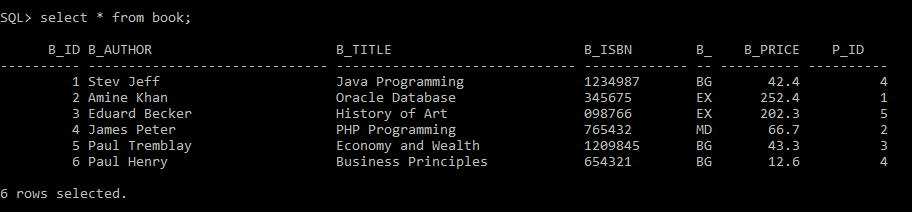 SQL> select * from book;
B_ID B_AUTHOR B_TITLE B_ISBN B_ B_PRICE P_ID
---------- ------------------------------ ------------------------------ ------------ -- ---------- ----------
1 Stev Jeff Java Programming 1234987 BG 42.4 4
2 Amine Khan Oracle Database 345675 EX 252.4 1
3 Eduard Becker History of Art 098766 EX 202.3 5
4 James Peter PHP Programming 765432 MD 66.7 2
5 Paul Tremblay Economy and Wealth 1209845 BG 43.3 3
6 Paul Henry Business Principles 654321 BG 12.6 4
6 rows selected.